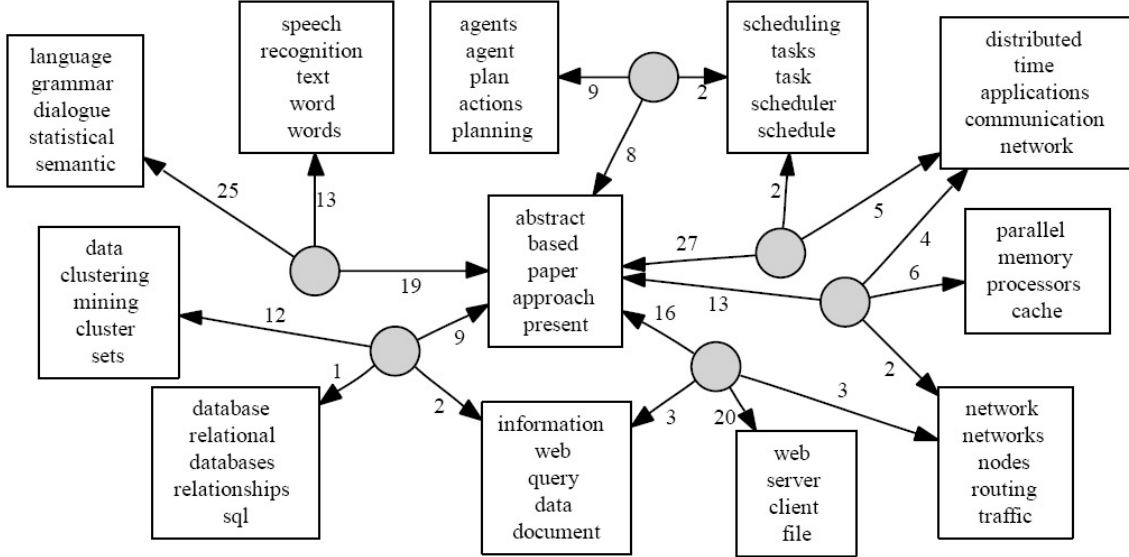 speech
recognition
text
word
words
agents
agent
plan
actions
planning
scheduling
tasks
task
scheduler
schedule
distributed
time
applications
communication
network
language
grammar
dialogue
statistical
semantic
9
2
8
25
13
2
5
4
abstract
based
paper
approach
present
parallel
memory
processors
cache
data
clustering
mining
cluster
sets
27
6
19
13
12
9
16
1
2
3
20
3
2
database
relational
databases
relationships
sql
information
web
query
data
document
web
server
client
file
network
networks
nodes
routing
traffic